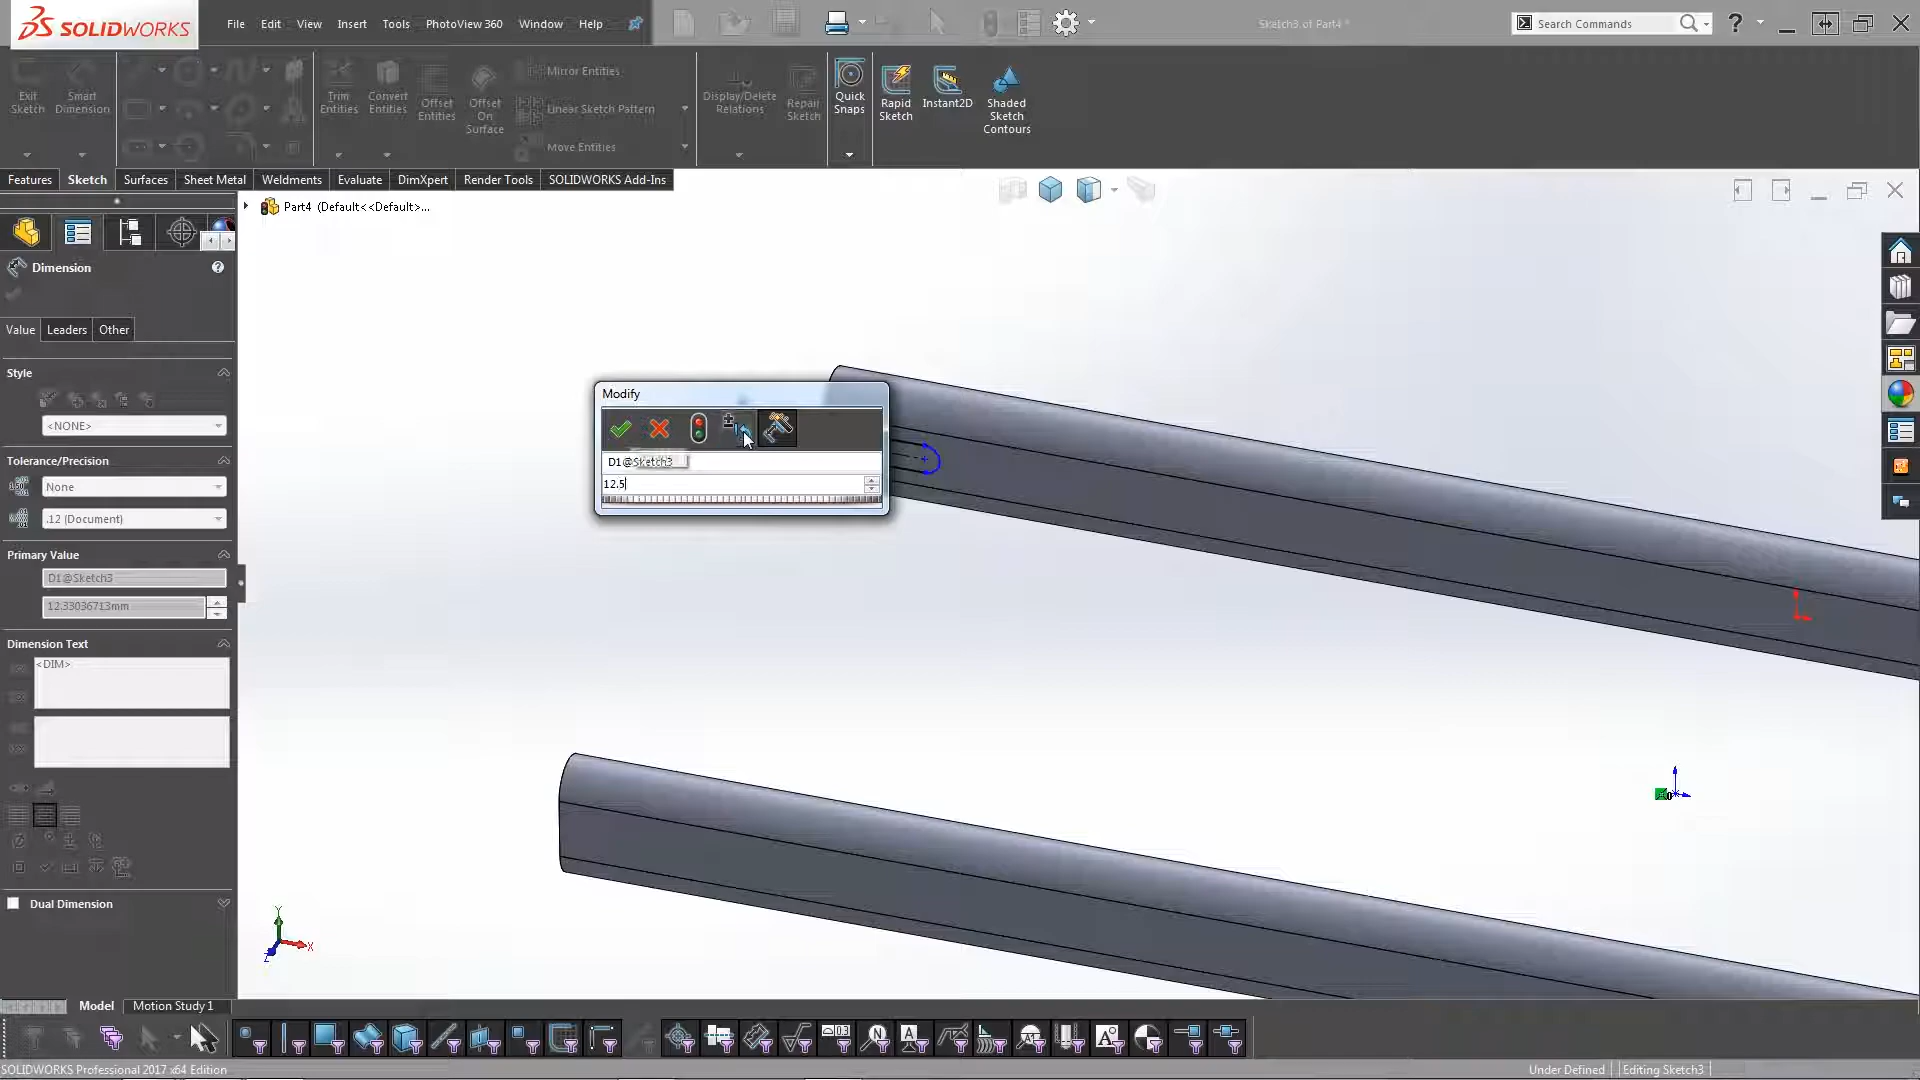 SOLIDWORKS
File Edit View Insert Tools PhotoView 360 Window Help
Sketch3 of Part4 *
Search Commands
Exit Sketch
Smart Dimension
Trim Entities
Convert Entities
Offset Entities
Offset On Surface
Mirror Entities
Linear Sketch Pattern
Move Entities
Display/Delete Relations
Repair Sketch
Quick Snaps
Rapid Sketch
Instant2D
Shaded Sketch Contours
Features Sketch Surfaces Sheet Metal Weldments Evaluate DimXpert Render Tools SOLIDWORKS Add-Ins
Part4 (Default<<Default>...
Dimension
Value Leaders Other
Style
<NONE>
Tolerance/Precision
None
.12 (Document)
Primary Value
D1@Sketch3
12.33036713mm
Dimension Text
<DIM>
Dual Dimension
Modify
D1@Sketch3
12.5
Y
X
Z
Model Motion Study 1
SOLIDWORKS Professional 2017 x64 Edition
Under Defined
Editing Sketch3